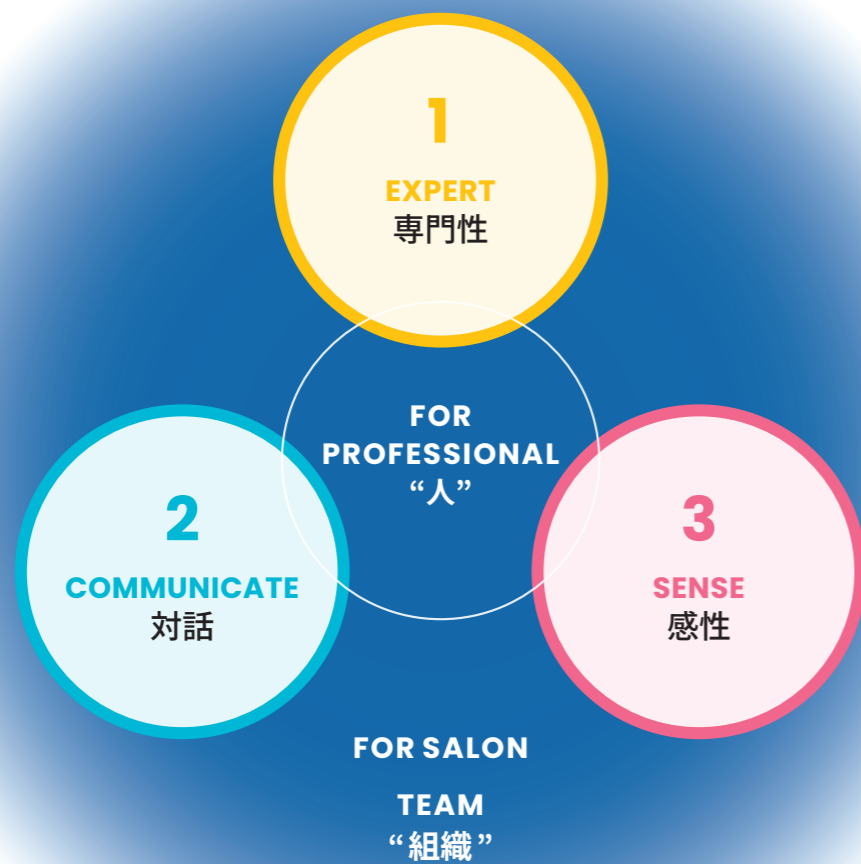 1
EXPERT
専門性
FOR
PROFESSIONAL
“人”
2
COMMUNICATE
対話
3
SENSE
感性
FOR SALON
TEAM
“組織”